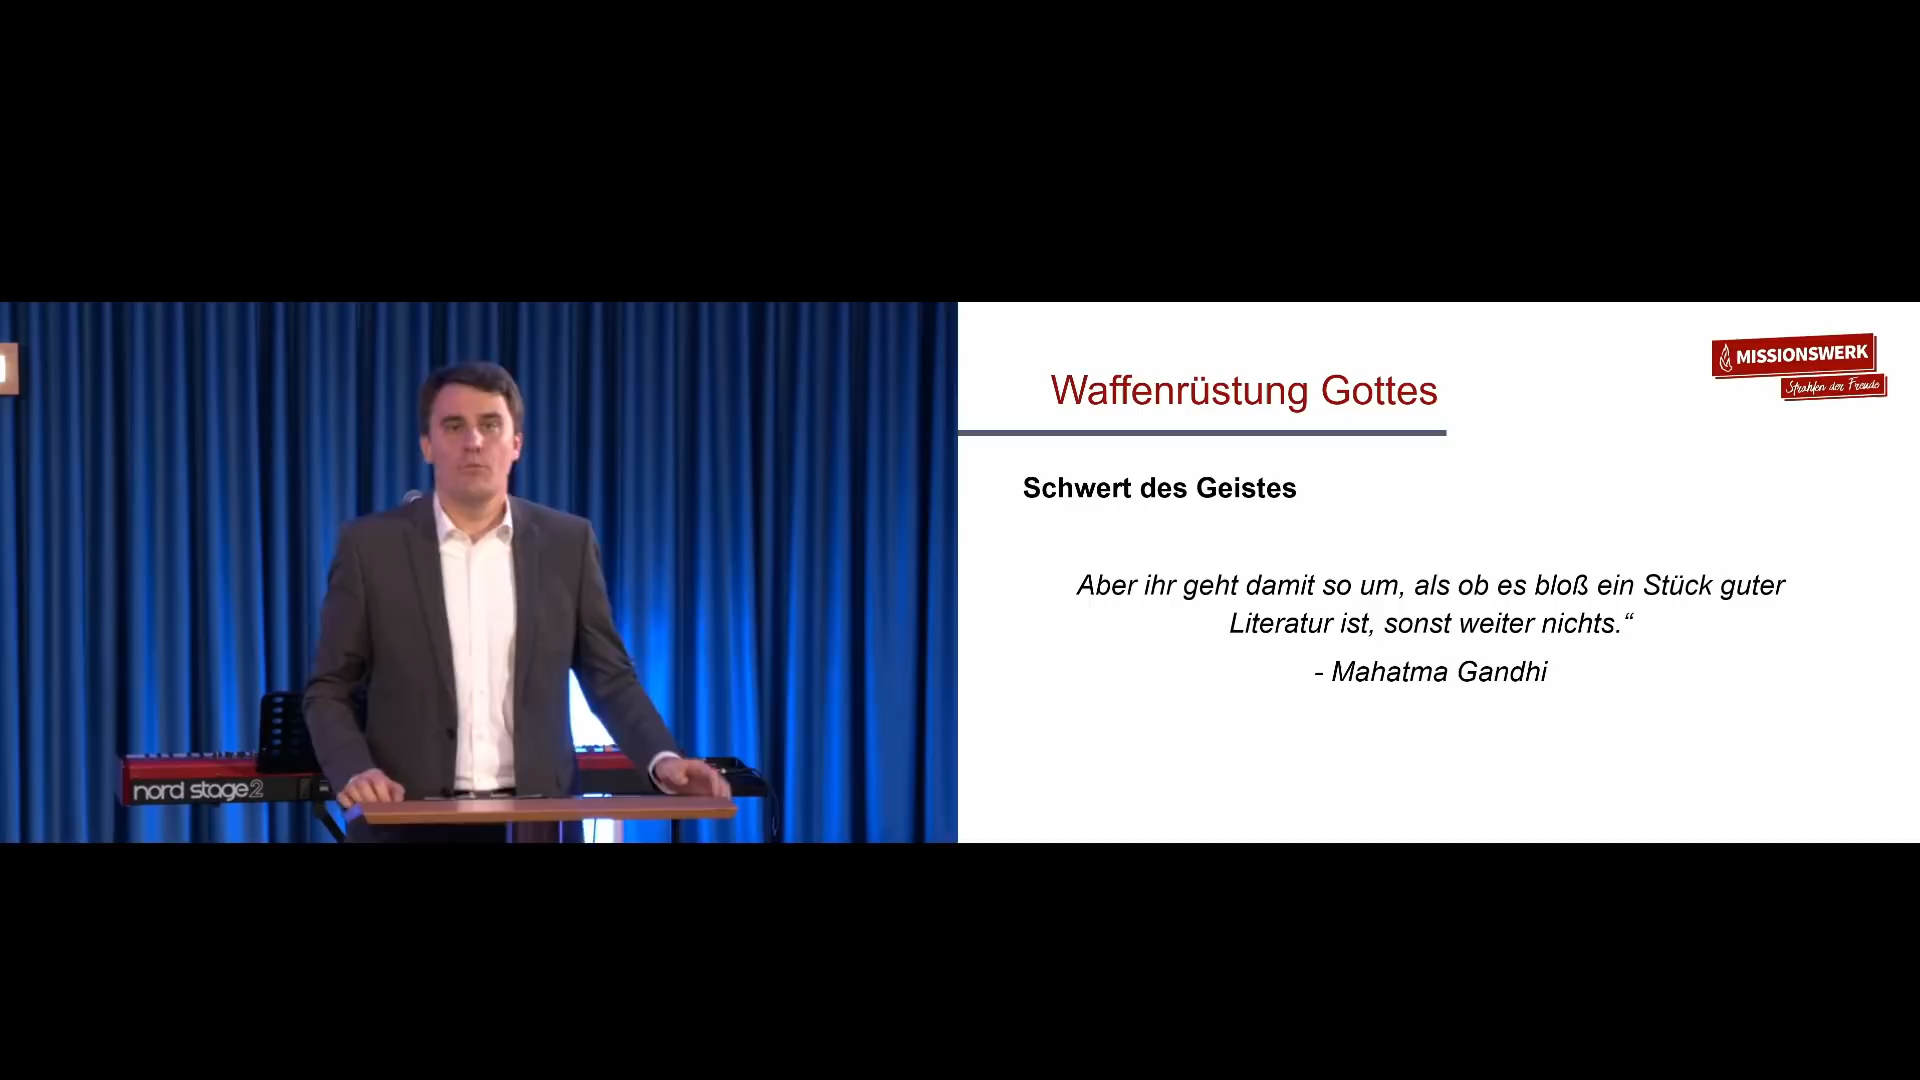 nord stage2
MISSIONSWERK
Strahlen der Freude
Waffenrüstung Gottes
Schwert des Geistes
Aber ihr geht damit so um, als ob es bloß ein Stück guter
Literatur ist, sonst weiter nichts.“
- Mahatma Gandhi